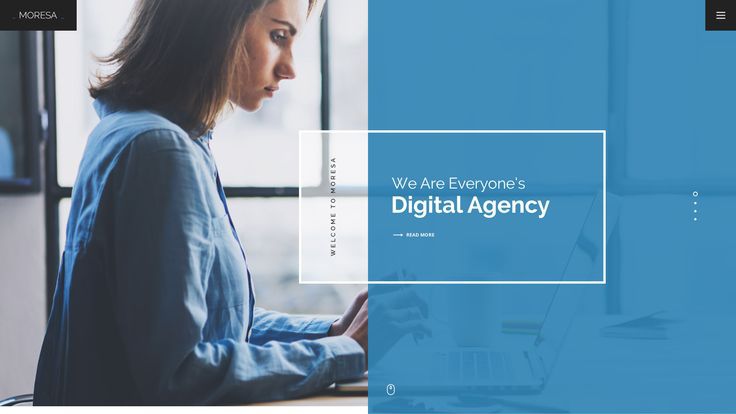 MORESA
WELCOME TO MORESA
We Are Everyone's
Digital Agency
READ MORE